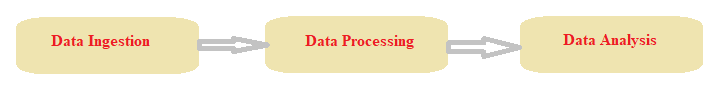 Data Ingestion
Data Processing
Data Analysis